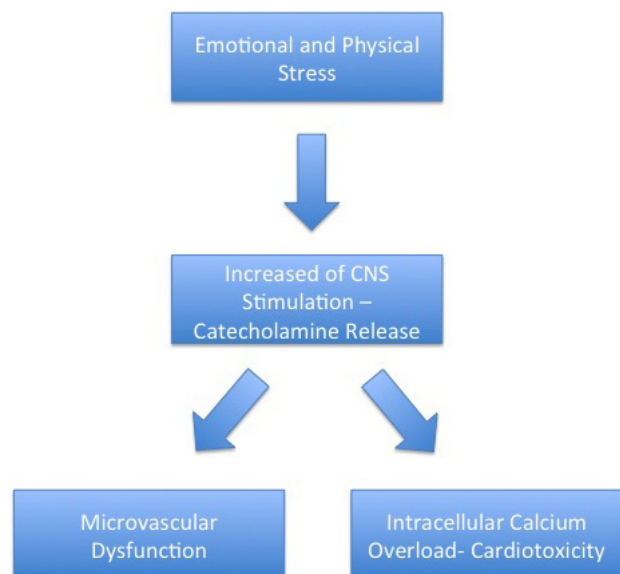 Emotional and Physical
Stress
Increased of CNS
Stimulation –
Catecholamine Release
Microvascular
Dysfunction
Intracellular Calcium
Overload- Cardiotoxicity